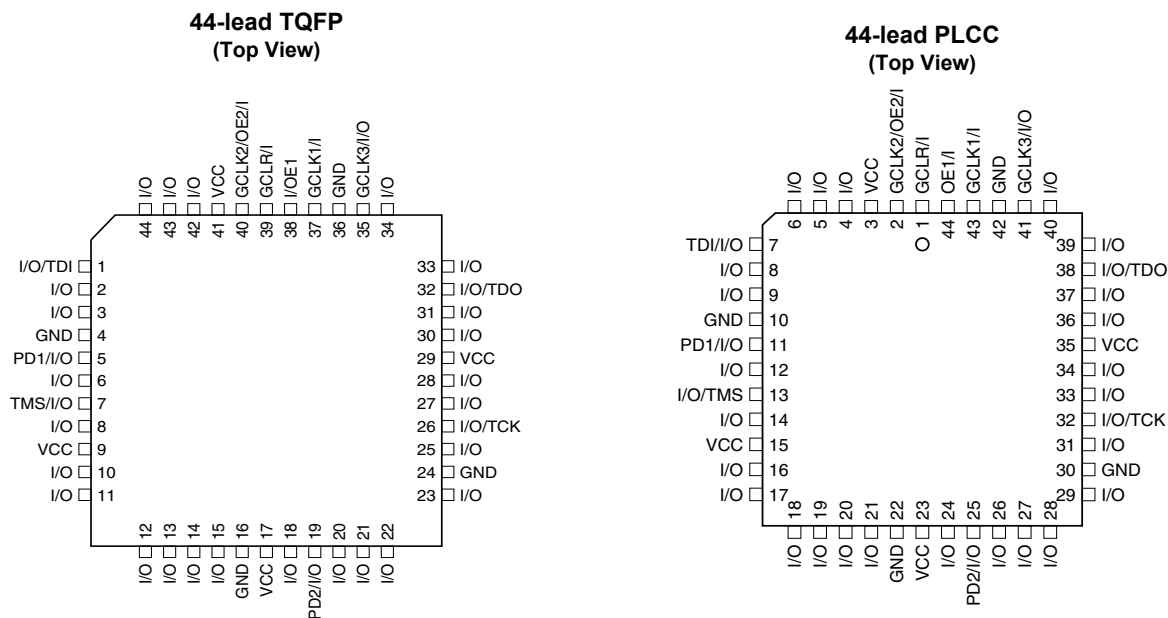 44-lead TQFP
(Top View)
I/O
I/O
I/O
VCC
GCLK2/OE2/I
GCLR/I
I/OE1
GCLK1/I
GND
GCLK3/I/O
I/O
44
43
42
41
40
39
38
37
36
35
34
I/O/TDI 1
I/O 2
I/O 3
GND 4
PD1/I/O 5
I/O 6
TMS/I/O 7
I/O 8
VCC 9
I/O 10
I/O 11
33 I/O
32 I/O/TDO
31 I/O
30 I/O
29 VCC
28 I/O
27 I/O
26 I/O/TCK
25 I/O
24 GND
23 I/O
12
13
14
15
16
17
18
19
20
21
22
I/O
I/O
I/O
I/O
GND
VCC
I/O
PD2/I/O
I/O
I/O
I/O
44-lead PLCC
(Top View)
I/O
I/O
I/O
VCC
GCLK2/OE2/I
GCLR/I
OE1/I
GCLK1/I
GND
GCLK3/I/O
I/O
6
5
4
3
2
1
44
43
42
41
40
TDI/I/O 7
I/O 8
I/O 9
GND 10
PD1/I/O 11
I/O 12
I/O/TMS 13
I/O 14
VCC 15
I/O 16
I/O 17
39 I/O
38 I/O/TDO
37 I/O
36 I/O
35 VCC
34 I/O
33 I/O
32 I/O/TCK
31 I/O
30 GND
29 I/O
18
19
20
21
22
23
24
25
26
27
28
I/O
I/O
I/O
I/O
GND
VCC
I/O
PD2/I/O
I/O
I/O
I/O